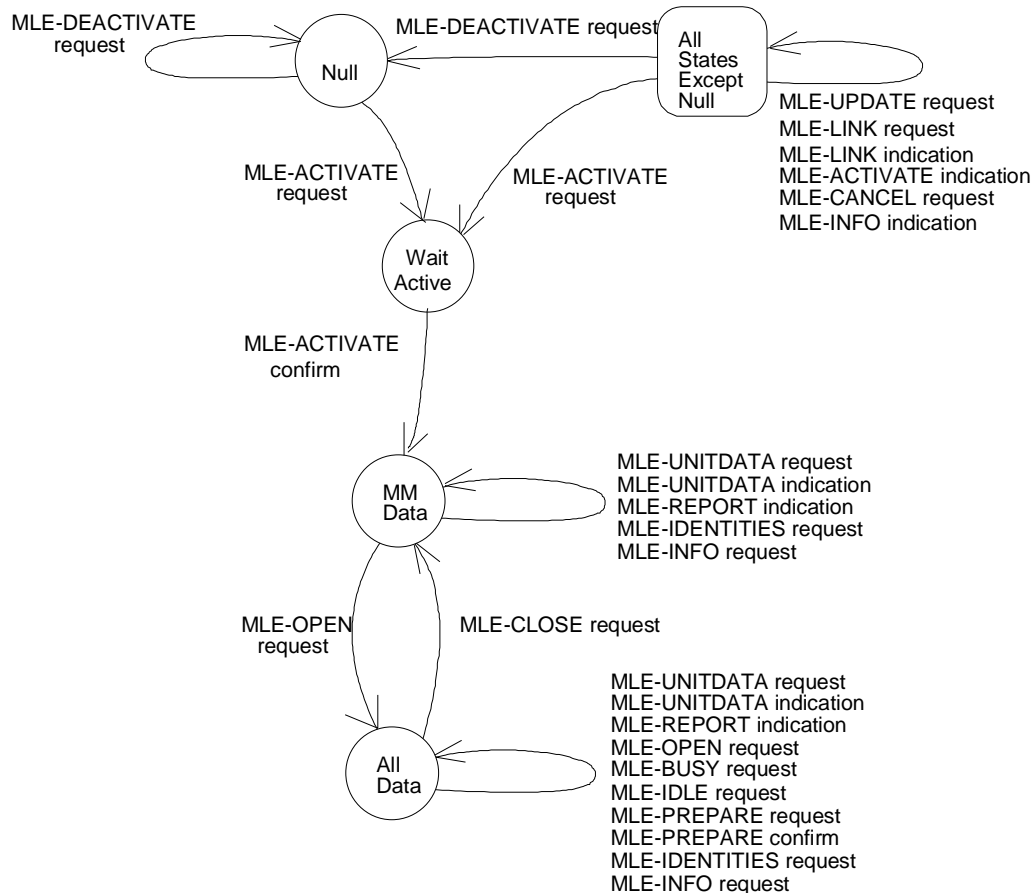 MLE-DEACTIVATE
request
MLE-DEACTIVATE request
Null
All
States
Except
Null
MLE-UPDATE request
MLE-LINK request
MLE-LINK indication
MLE-ACTIVATE indication
MLE-CANCEL request
MLE-INFO indication
MLE-ACTIVATE
request
MLE-ACTIVATE
request
Wait
Active
MLE-ACTIVATE
confirm
MM
Data
MLE-UNITDATA request
MLE-UNITDATA indication
MLE-REPORT indication
MLE-IDENTITIES request
MLE-INFO request
MLE-OPEN
request
MLE-CLOSE request
All
Data
MLE-UNITDATA request
MLE-UNITDATA indication
MLE-REPORT indication
MLE-OPEN request
MLE-BUSY request
MLE-IDLE request
MLE-PREPARE request
MLE-PREPARE confirm
MLE-IDENTITIES request
MLE-INFO request